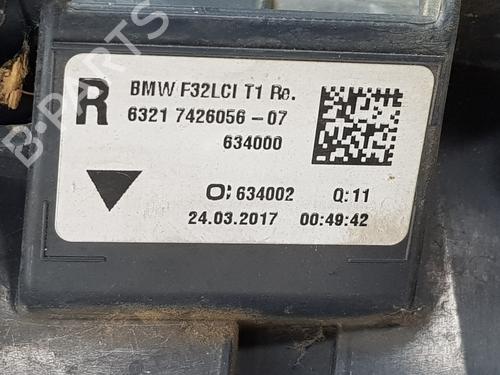 R
BMW F32LCI T1 Re.
6321 7426056-07
634000
O; 634002 Q:11
24.03.2017 00:49:42
B-PARTS